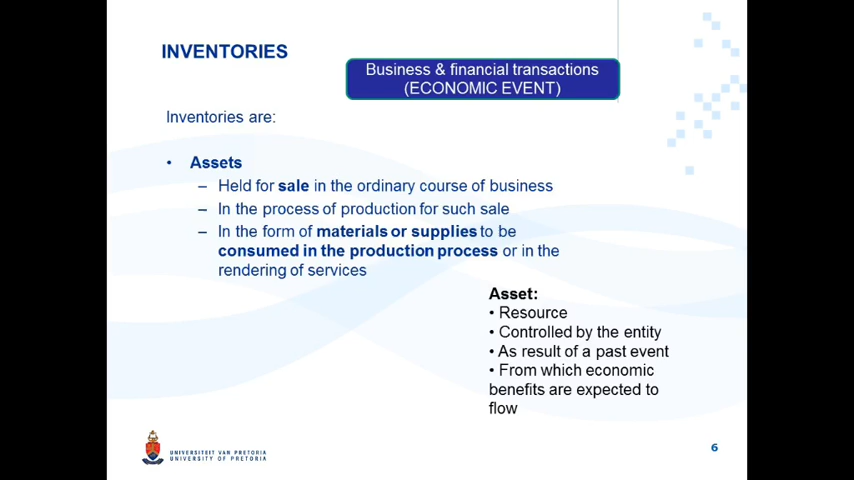 INVENTORIES
Business & financial transactions
(ECONOMIC EVENT)
Inventories are:
• Assets
– Held for sale in the ordinary course of business
– In the process of production for such sale
– In the form of materials or supplies to be
consumed in the production process or in the
rendering of services
Asset:
• Resource
• Controlled by the entity
• As result of a past event
• From which economic
benefits are expected to
flow
UNIVERSITEIT VAN PRETORIA
UNIVERSITY OF PRETORIA
6